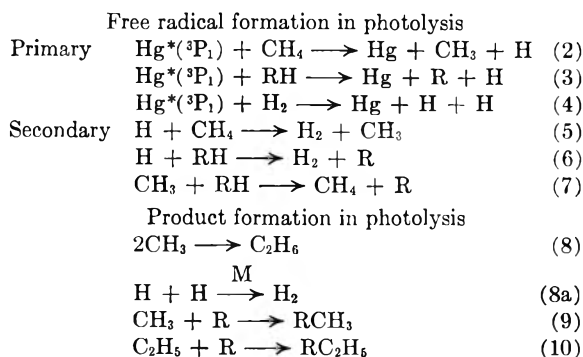 Free radical formation in photolysis
Primary Hg*(³P₁) + CH₄ ⟶ Hg + CH₃ + H (2)
Hg*(³P₁) + RH ⟶ Hg + R + H (3)
Hg*(³P₁) + H₂ ⟶ Hg + H + H (4)
Secondary H + CH₄ ⟶ H₂ + CH₃ (5)
H + RH ⟶ H₂ + R (6)
CH₃ + RH ⟶ CH₄ + R (7)
Product formation in photolysis
2CH₃ ⟶ C₂H₆ (8)
M
H + H ⟶ H₂ (8a)
CH₃ + R ⟶ RCH₃ (9)
C₂H₅ + R ⟶ RC₂H₅ (10)